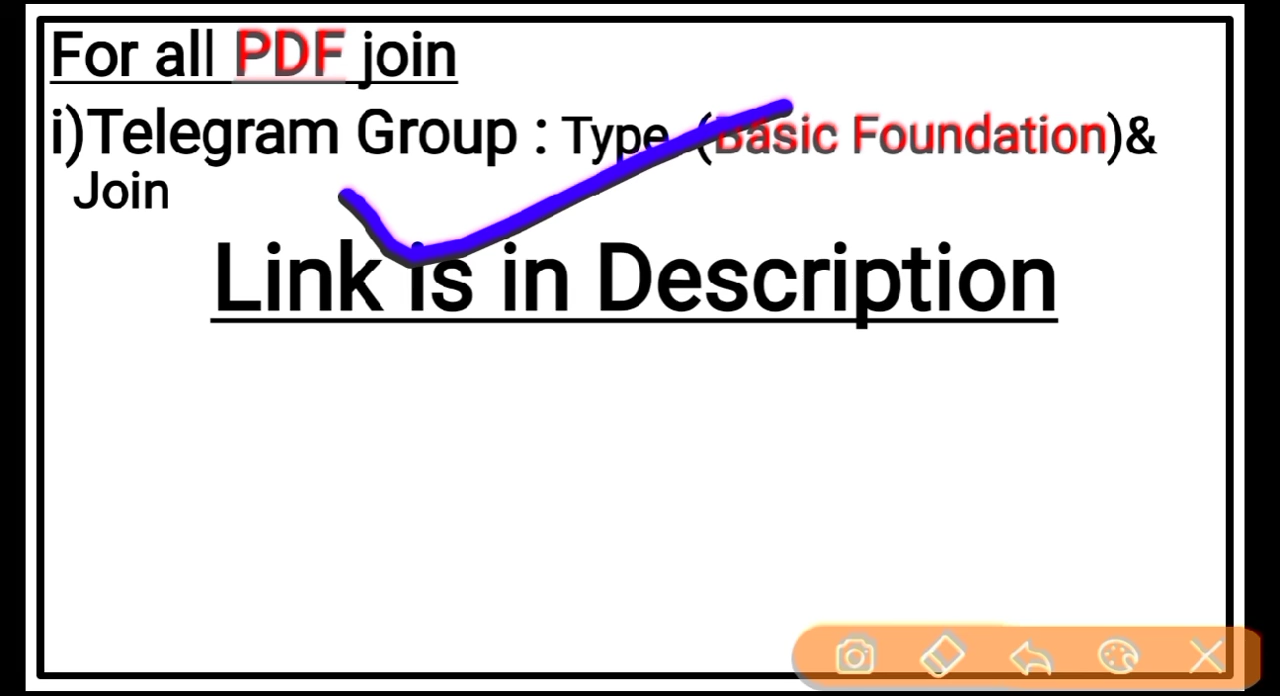 For all PDF join
i)Telegram Group : Type (Basic Foundation)&
Join
Link is in Description